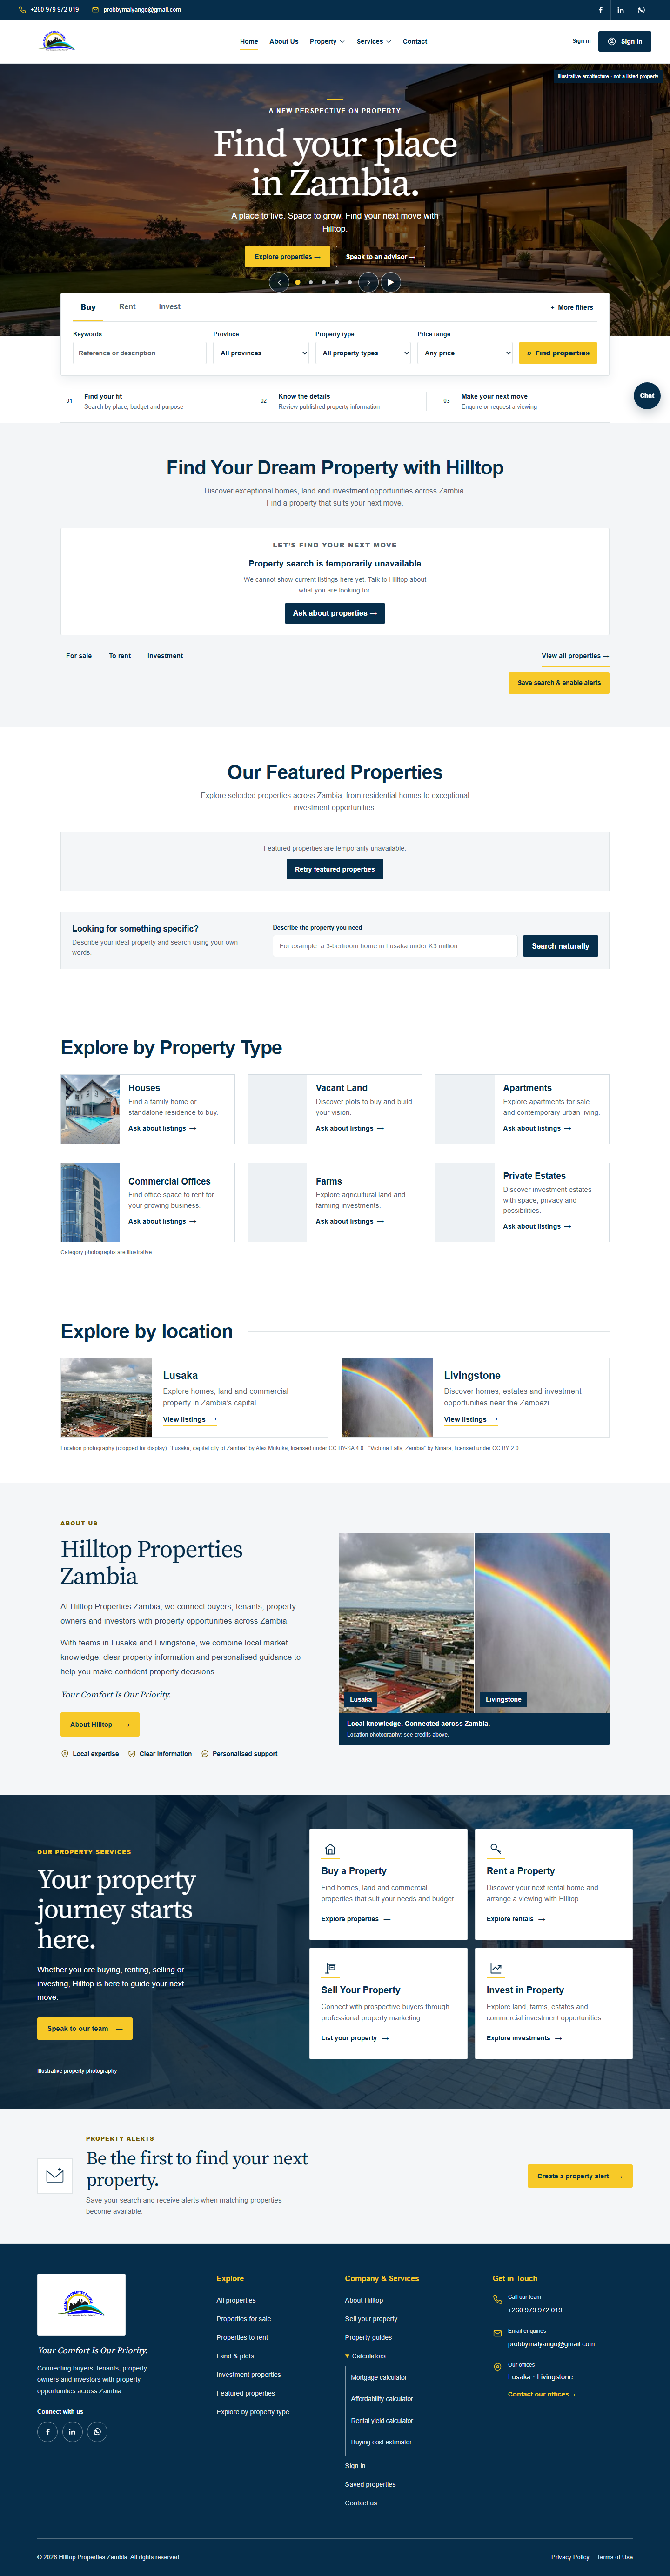 +260 979 972 019 probbymalyango@gmail.com
Home About Us Property Services Contact Sign in Sign in
Illustrative architecture · not a listed property
A NEW PERSPECTIVE ON PROPERTY
Find your place
in Zambia.
A place to live. Space to grow. Find your next move with
Hilltop.
Explore properties → Speak to an advisor →
Buy Rent Invest + More filters
Keywords Province Property type Price range
Reference or description All provinces All property types Any price Find properties
01 Find your fit
Search by place, budget and purpose
02 Know the details
Review published property information
03 Make your next move
Enquire or request a viewing
Chat
Find Your Dream Property with Hilltop
Discover exceptional homes, land and investment opportunities across Zambia.
Find a property that suits your next move.
LET'S FIND YOUR NEXT MOVE
Property search is temporarily unavailable
We cannot show current listings here yet. Talk to Hilltop about
what you are looking for.
Ask about properties →
For sale To rent Investment View all properties →
Save search & enable alerts
Our Featured Properties
Explore selected properties across Zambia, from residential homes to exceptional
investment opportunities.
Featured properties are temporarily unavailable.
Retry featured properties
Looking for something specific?
Describe your ideal property and search using your own
words.
Describe the property you need
For example: a 3-bedroom home in Lusaka under K3 million Search naturally
Explore by Property Type
Houses
Find a family home or
standalone residence to buy.
Ask about listings →
Vacant Land
Discover plots to buy and build
your vision.
Ask about listings →
Apartments
Explore apartments for sale
and contemporary urban living.
Ask about listings →
Commercial Offices
Find office space to rent for
your growing business.
Ask about listings →
Farms
Explore agricultural land and
farming investments.
Ask about listings →
Private Estates
Discover investment estates
with space, privacy and
possibilities.
Ask about listings →
Category photographs are illustrative.
Explore by location
Lusaka
Explore homes, land and commercial
property in Zambia's capital.
View listings →
Livingstone
Discover homes, estates and investment
opportunities near the Zambezi.
View listings →
Location photography (cropped for display): "Lusaka, capital city of Zambia" by Alex Mukuka, licensed under CC BY-SA 4.0 · "Victoria Falls, Zambia" by Ninara, licensed under CC BY 2.0.
ABOUT US
Hilltop Properties
Zambia
At Hilltop Properties Zambia, we connect buyers, tenants, property
owners and investors with property opportunities across Zambia.
With teams in Lusaka and Livingstone, we combine local market
knowledge, clear property information and personalised guidance to
help you make confident property decisions.
Your Comfort Is Our Priority.
About Hilltop →
Local expertise Clear information Personalised support
Lusaka Livingstone
Local knowledge. Connected across Zambia.
Location photography; see credits above.
OUR PROPERTY SERVICES
Your property
journey starts
here.
Whether you are buying, renting, selling or
investing, Hilltop is here to guide your next
move.
Speak to our team →
Illustrative property photography
Buy a Property
Find homes, land and commercial
properties that suit your needs and budget.
Explore properties →
Rent a Property
Discover your next rental home and
arrange a viewing with Hilltop.
Explore rentals →
Sell Your Property
Connect with prospective buyers through
professional property marketing.
List your property →
Invest in Property
Explore land, farms, estates and
commercial investment opportunities.
Explore investments →
PROPERTY ALERTS
Be the first to find your next
property.
Save your search and receive alerts when matching properties
become available.
Create a property alert →
Your Comfort Is Our Priority.
Connecting buyers, tenants, property
owners and investors with property
opportunities across Zambia.
Connect with us
Explore
All properties
Properties for sale
Properties to rent
Land & plots
Investment properties
Featured properties
Explore by property type
Company & Services
About Hilltop
Sell your property
Property guides
Calculators
Mortgage calculator
Affordability calculator
Rental yield calculator
Buying cost estimator
Sign in
Saved properties
Contact us
Get in Touch
Call our team
+260 979 972 019
Email enquiries
probbymalyango@gmail.com
Our offices
Lusaka · Livingstone
Contact our offices→
© 2026 Hilltop Properties Zambia. All rights reserved. Privacy Policy Terms of Use